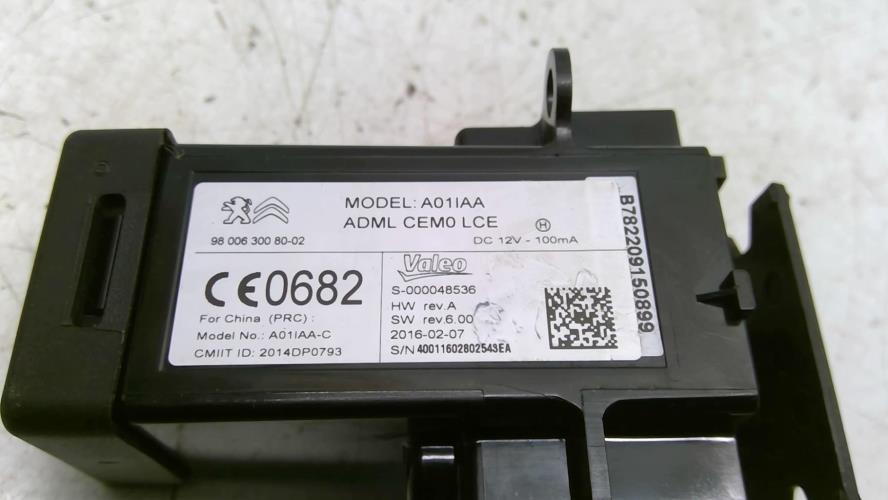 MODEL: A01IAA
ADML CEM0 LCE
98 006 300 80-02
H
DC 12V - 100mA
CE0682
For China (PRC) :
Model No.: A01IAA-C
CMIIT ID: 2014DP0793
Valeo
S-000048536
HW rev.A
SW rev.6.00
2016-02-07
S/N 40011602802543EA
B782209150899